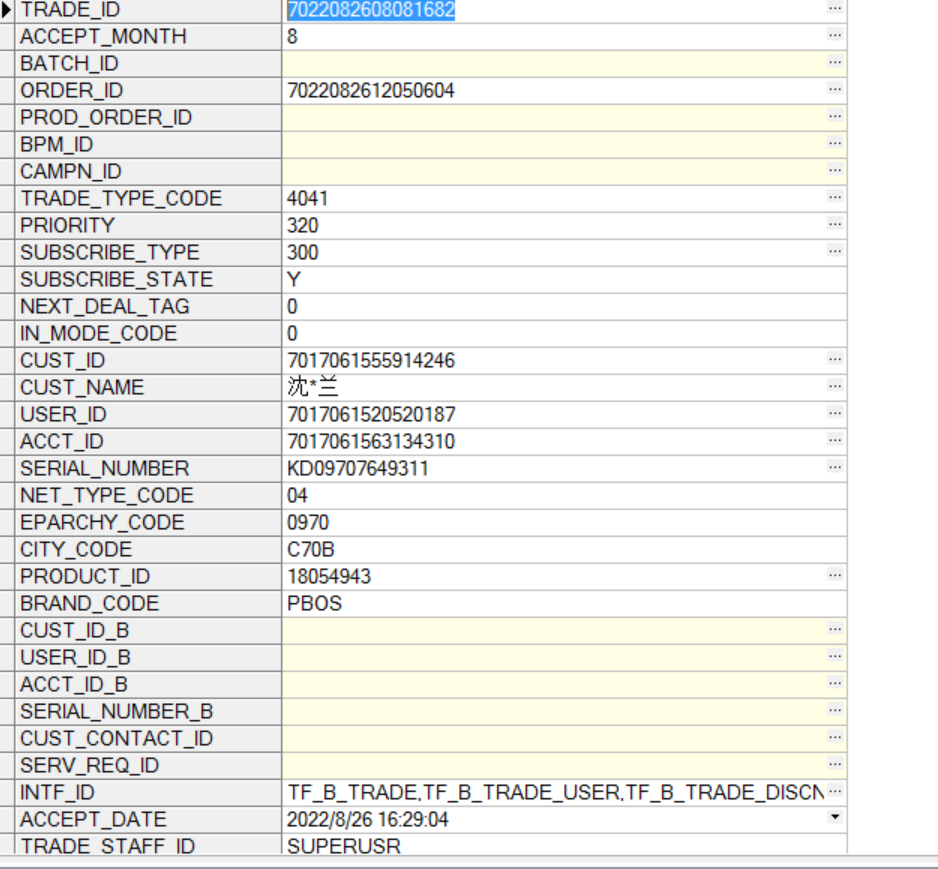 TRADE_ID 7022082608081682
ACCEPT_MONTH 8
BATCH_ID
ORDER_ID 7022082612050604
PROD_ORDER_ID
BPM_ID
CAMPN_ID
TRADE_TYPE_CODE 4041
PRIORITY 320
SUBSCRIBE_TYPE 300
SUBSCRIBE_STATE Y
NEXT_DEAL_TAG 0
IN_MODE_CODE 0
CUST_ID 7017061555914246
CUST_NAME 沈*兰
USER_ID 7017061520520187
ACCT_ID 7017061563134310
SERIAL_NUMBER KD09707649311
NET_TYPE_CODE 04
EPARCHY_CODE 0970
CITY_CODE C70B
PRODUCT_ID 18054943
BRAND_CODE PBOS
CUST_ID_B
USER_ID_B
ACCT_ID_B
SERIAL_NUMBER_B
CUST_CONTACT_ID
SERV_REQ_ID
INTF_ID TF_B_TRADE,TF_B_TRADE_USER,TF_B_TRADE_DISCN
ACCEPT_DATE 2022/8/26 16:29:04
TRADE_STAFF_ID SUPERUSR